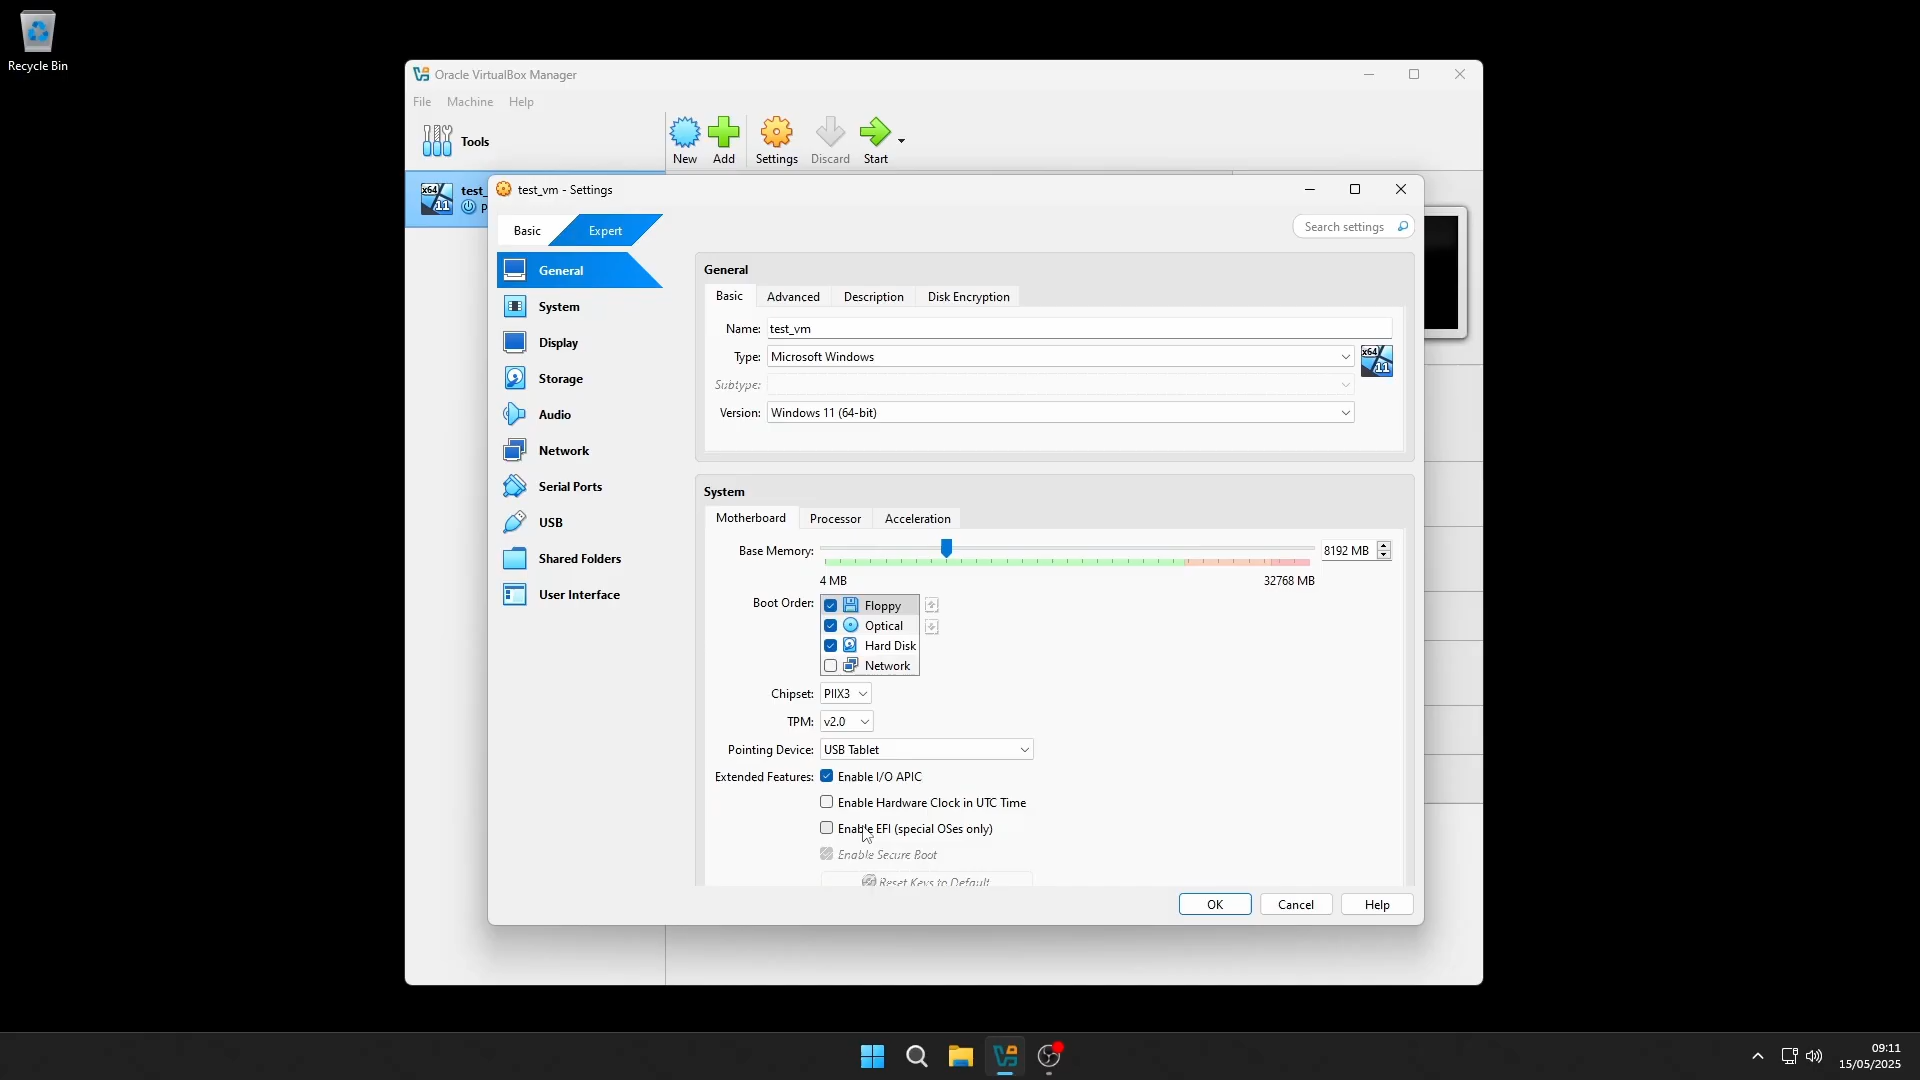 Recycle Bin
Oracle VirtualBox Manager
File Machine Help
Tools
New Add Settings Discard Start
x64 11 test_
test_vm - Settings
Basic Expert
Search settings
General
System
Display
Storage
Audio
Network
Serial Ports
USB
Shared Folders
User Interface
General
Basic Advanced Description Disk Encryption
Name: test_vm
Type: Microsoft Windows
x64 11
Subtype:
Version: Windows 11 (64-bit)
System
Motherboard Processor Acceleration
Base Memory: 8192 MB
4 MB 32768 MB
Boot Order: Floppy
Optical
Hard Disk
Network
Chipset: PIIX3
TPM: v2.0
Pointing Device: USB Tablet
Extended Features: Enable I/O APIC
Enable Hardware Clock in UTC Time
Enable EFI (special OSes only)
Enable Secure Boot
Reset Keys to Default
OK Cancel Help
09:11
15/05/2025